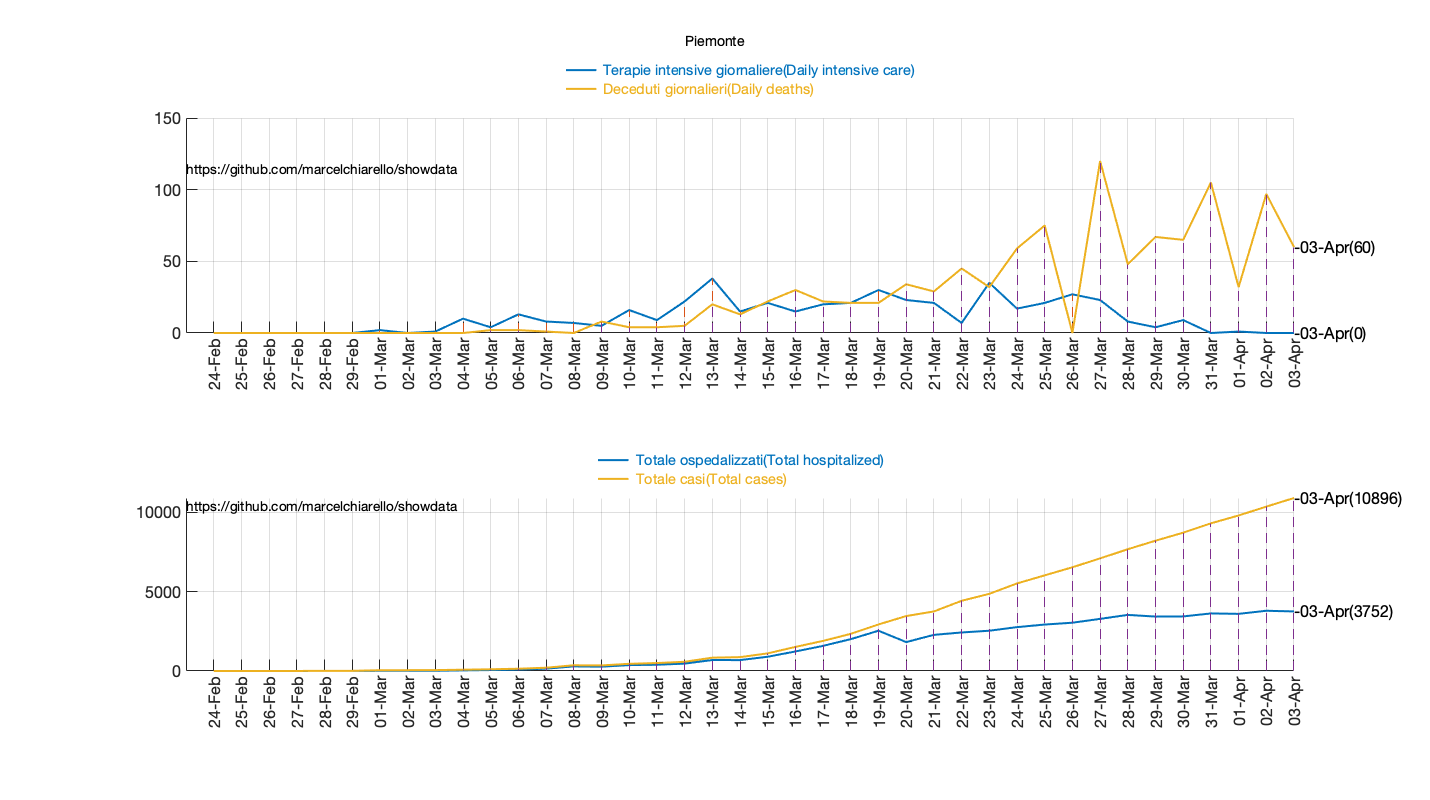 Piemonte
Terapie intensive giornaliere(Daily intensive care)
Deceduti giornalieri(Daily deaths)
150
https://github.com/marcelchiarello/showdata
100
50
-03-Apr(60)
0
-03-Apr(0)
24-Feb 25-Feb 26-Feb 27-Feb 28-Feb 29-Feb 01-Mar 02-Mar 03-Mar 04-Mar 05-Mar 06-Mar 07-Mar 08-Mar 09-Mar 10-Mar 11-Mar 12-Mar 13-Mar 14-Mar 15-Mar 16-Mar 17-Mar 18-Mar 19-Mar 20-Mar 21-Mar 22-Mar 23-Mar 24-Mar 25-Mar 26-Mar 27-Mar 28-Mar 29-Mar 30-Mar 31-Mar 01-Apr 02-Apr 03-Apr
Totale ospedalizzati(Total hospitalized)
Totale casi(Total cases)
-03-Apr(10896)
https://github.com/marcelchiarello/showdata
10000
5000
-03-Apr(3752)
0
24-Feb 25-Feb 26-Feb 27-Feb 28-Feb 29-Feb 01-Mar 02-Mar 03-Mar 04-Mar 05-Mar 06-Mar 07-Mar 08-Mar 09-Mar 10-Mar 11-Mar 12-Mar 13-Mar 14-Mar 15-Mar 16-Mar 17-Mar 18-Mar 19-Mar 20-Mar 21-Mar 22-Mar 23-Mar 24-Mar 25-Mar 26-Mar 27-Mar 28-Mar 29-Mar 30-Mar 31-Mar 01-Apr 02-Apr 03-Apr